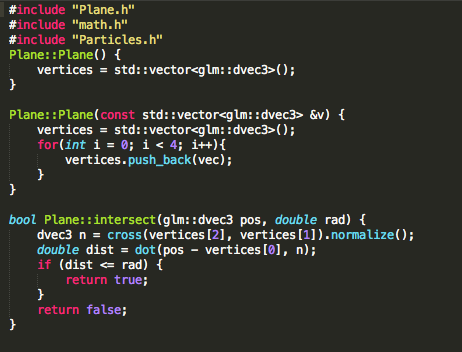 #include "Plane.h"
#include "math.h"
#include "Particles.h"
Plane::Plane() {
    vertices = std::vector<glm::dvec3>();
}

Plane::Plane(const std::vector<glm::dvec3> &v) {
    vertices = std::vector<glm::dvec3>();
    for(int i = 0; i < 4; i++){
        vertices.push_back(vec);
    }
}

bool Plane::intersect(glm::dvec3 pos, double rad) {
    dvec3 n = cross(vertices[2], vertices[1]).normalize();
    double dist = dot(pos - vertices[0], n);
    if (dist <= rad) {
        return true;
    }
    return false;
}